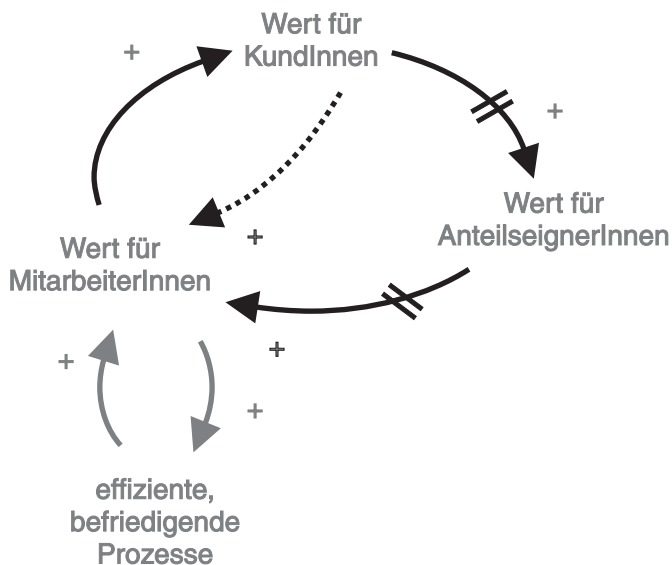 Wert für
KundInnen
+
+
Wert für
AnteilseignerInnen
+
Wert für
MitarbeiterInnen
+
+
+
effiziente,
befriedigende
Prozesse